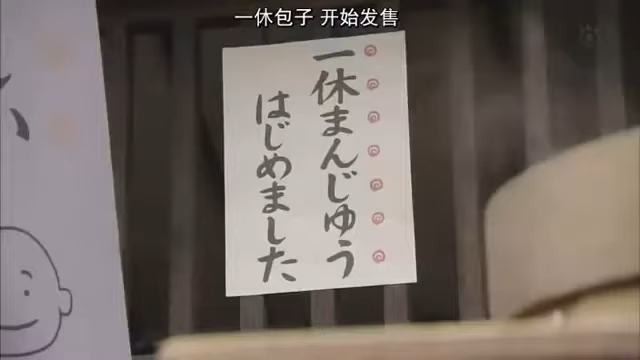 一休包子 开始发售
一休まんじゅう
はじめました